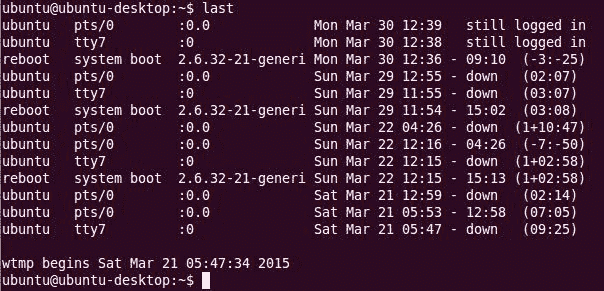 ubuntu@ubuntu-desktop:~$ last
ubuntu   pts/0        :0.0             Mon Mar 30 12:39   still logged in
ubuntu   tty7         :0               Mon Mar 30 12:38   still logged in
reboot   system boot  2.6.32-21-generi Mon Mar 30 12:36 - 09:10  (-3:-25)
ubuntu   pts/0        :0.0             Sun Mar 29 12:55 - down   (02:07)
ubuntu   tty7         :0               Sun Mar 29 11:55 - down   (03:07)
reboot   system boot  2.6.32-21-generi Sun Mar 29 11:54 - 15:02  (03:08)
ubuntu   pts/0        :0.0             Sun Mar 22 04:26 - down  (1+10:47)
ubuntu   pts/0        :0.0             Sun Mar 22 12:16 - 04:26  (-7:-50)
ubuntu   tty7         :0               Sun Mar 22 12:15 - down  (1+02:58)
reboot   system boot  2.6.32-21-generi Sun Mar 22 12:15 - 15:13 (1+02:58)
ubuntu   pts/0        :0.0             Sat Mar 21 12:59 - down   (02:14)
ubuntu   pts/0        :0.0             Sat Mar 21 05:53 - 12:58  (07:05)
ubuntu   tty7         :0               Sat Mar 21 05:47 - down   (09:25)
wtmp begins Sat Mar 21 05:47:34 2015
ubuntu@ubuntu-desktop:~$